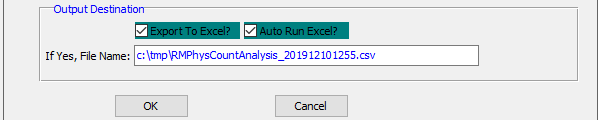 Output Destination
Export To Excel? Auto Run Excel?
If Yes, File Name: c:\tmp\RMPhysCountAnalysis_201912101255.csv
OK Cancel